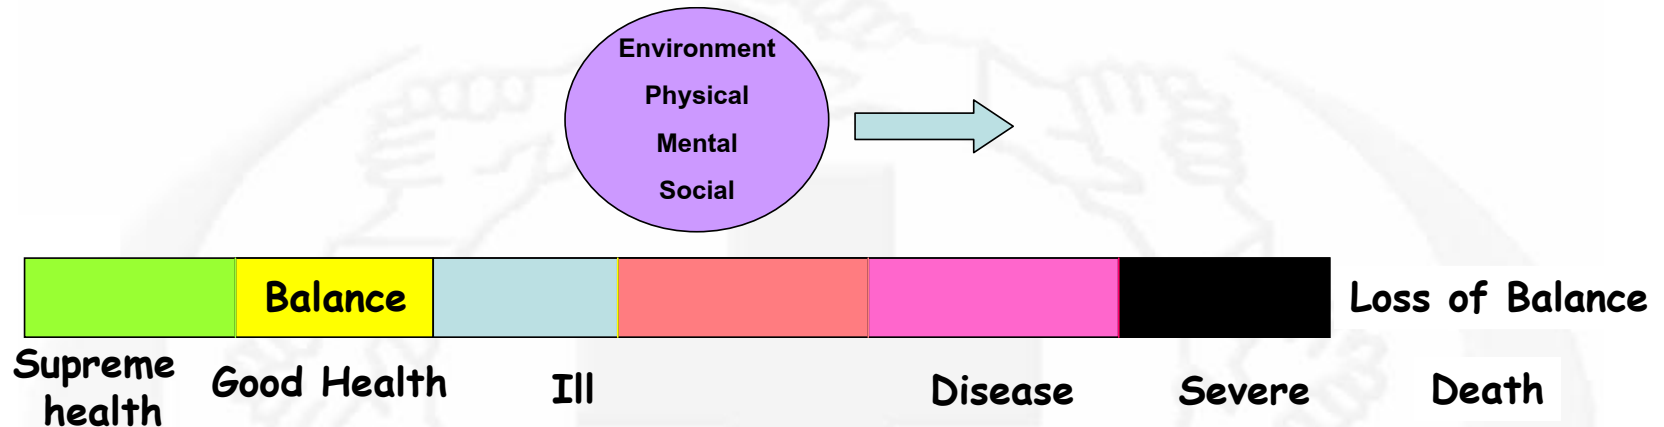 Environment
Physical
Mental
Social
Balance
Loss of Balance
Supreme
health
Good Health
Ill
Disease
Severe
Death